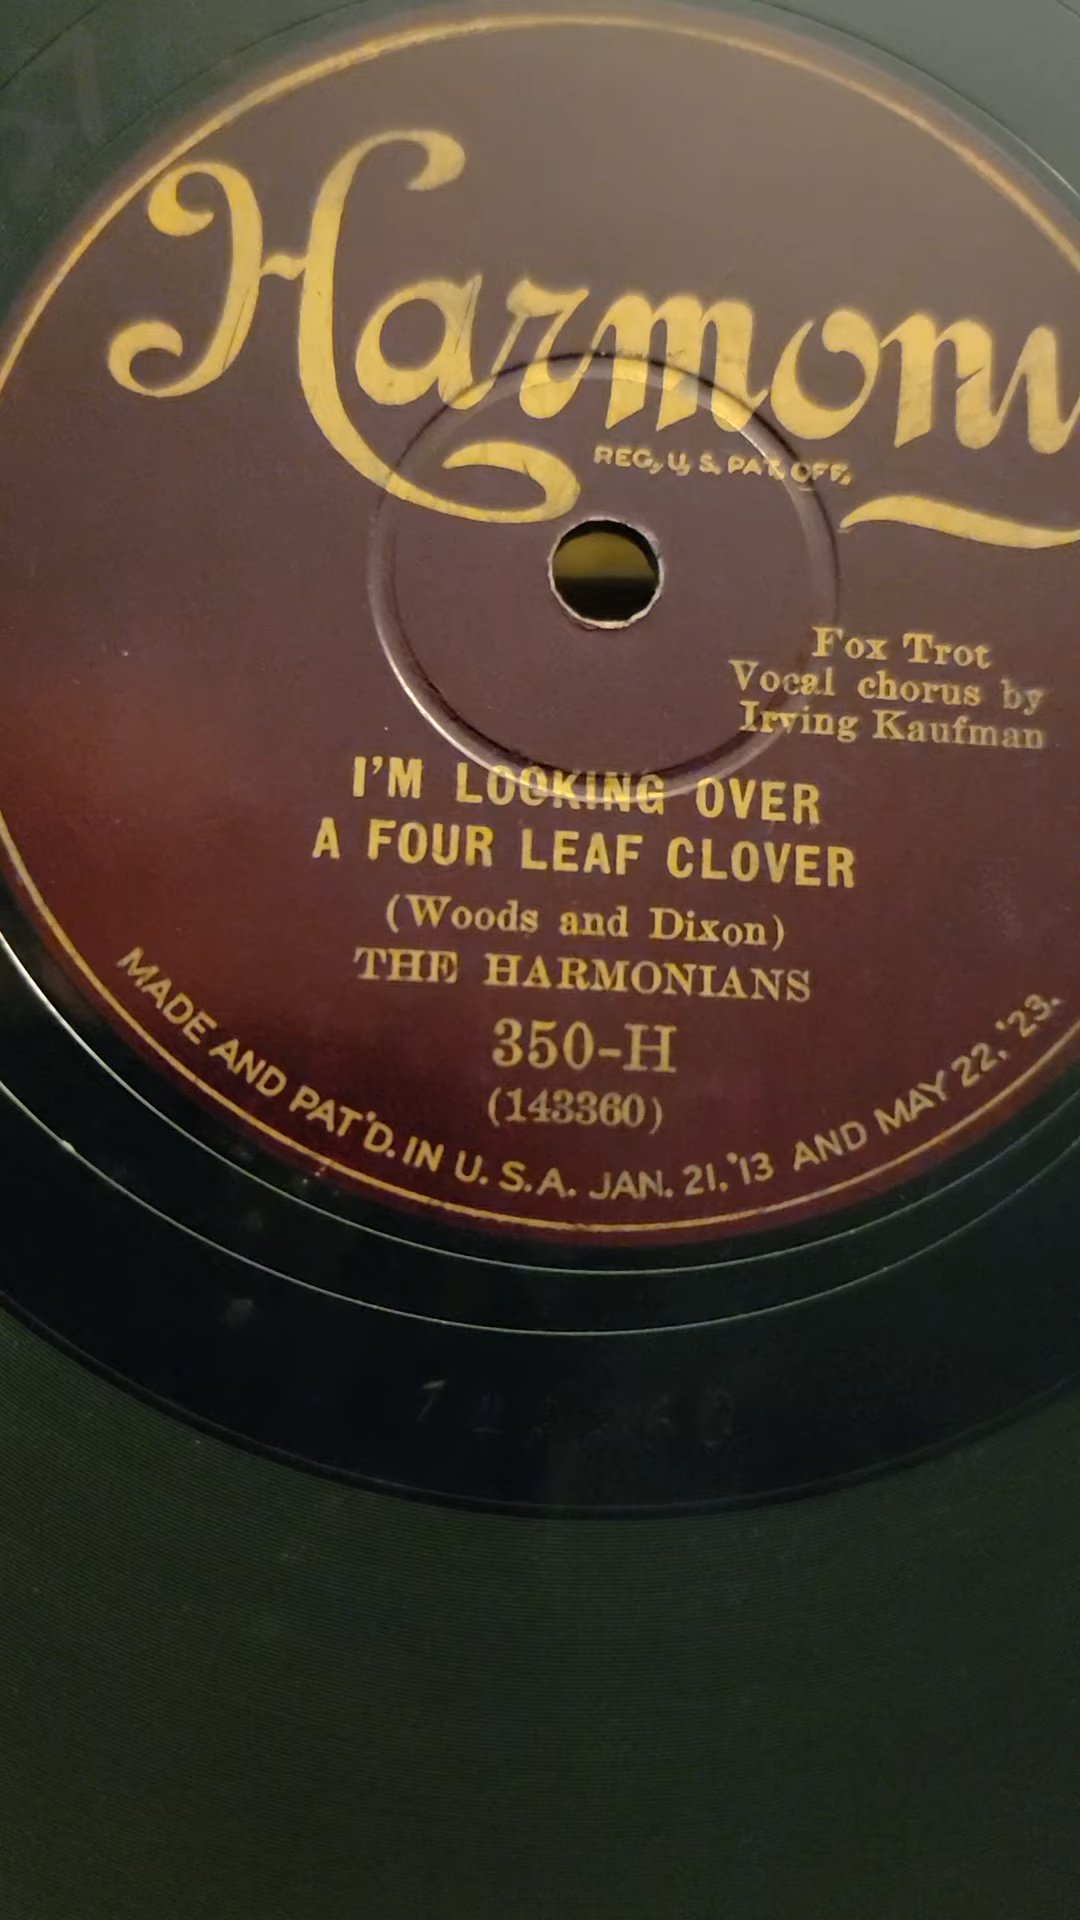 Harmony
REG. U. S. PAT. OFF.
Fox Trot
Vocal chorus by
Irving Kaufman
I'M LOOKING OVER
A FOUR LEAF CLOVER
(Woods and Dixon)
THE HARMONIANS
350-H
(143360)
MADE AND PAT'D. IN U. S. A. JAN. 21, '13 AND MAY 22, '23.